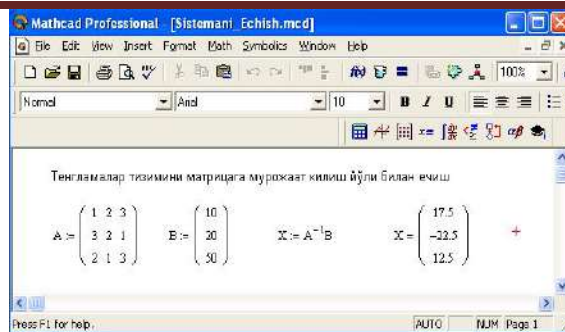 Mathcad Professional - [Sistemani_Echish.mcd]
File Edit View Insert Format Math Symbolics Window Help
100%
Normal Arial 10 B I U
Тенгламалар тизимини матрицага мурожаат килиш йўли билан ечиш
A := ( 1 2 3 ) B := ( 10 ) X := A⁻¹B X = ( 17.5 )
3 2 1 20 -22.5
2 1 3 50 12.5
Press F1 for help. AUTO NUM Page 1